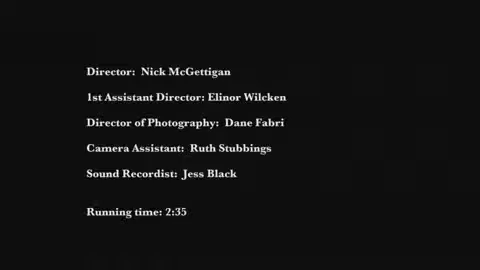 Director: Nick McGettigan
1st Assistant Director: Elinor Wilcken
Director of Photography: Dane Fabri
Camera Assistant: Ruth Stubbings
Sound Recordist: Jess Black
Running time: 2:35